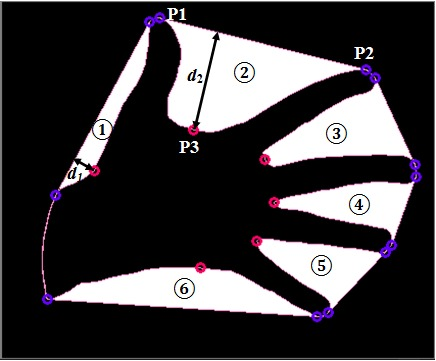 P1
P2
d₂
②
①
③
P3
d₁
④
⑤
⑥